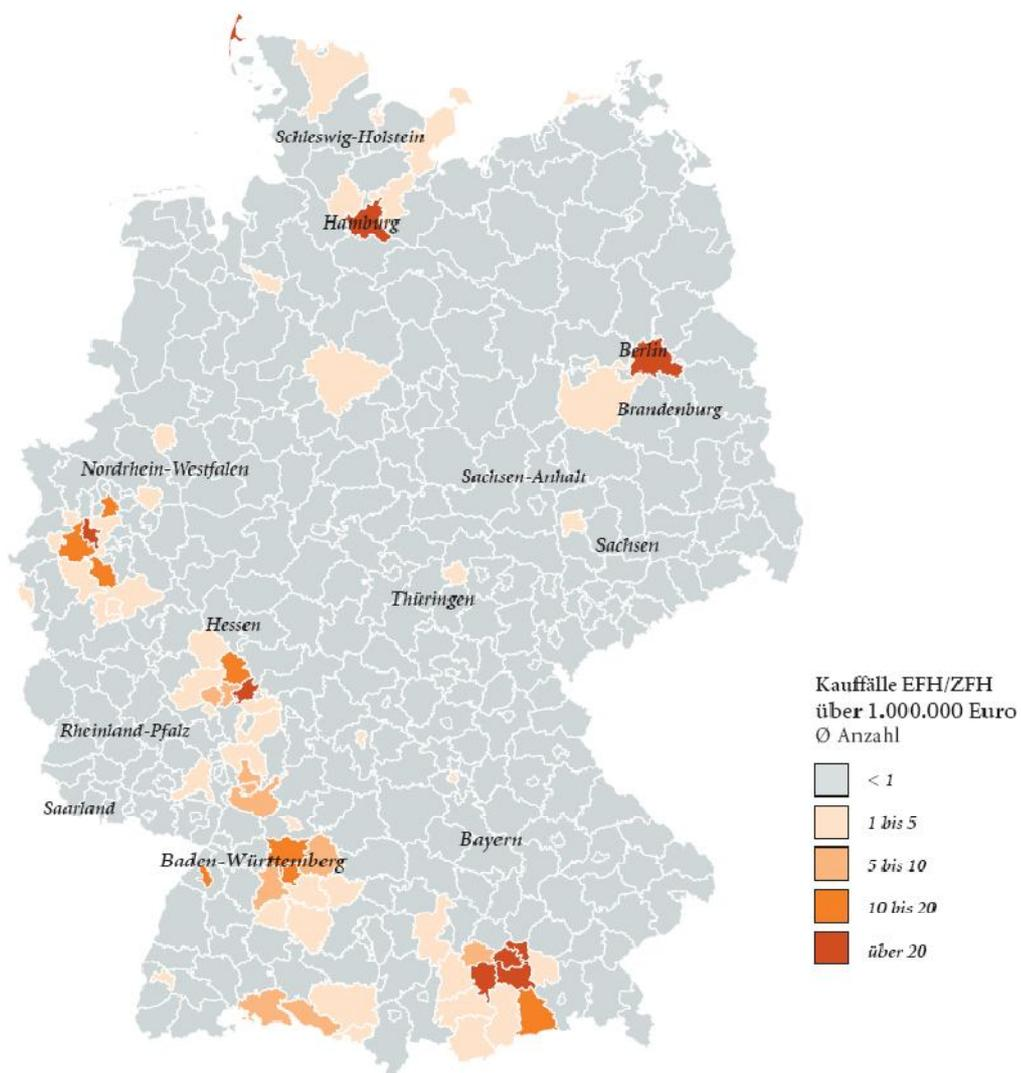 Schleswig-Holstein
Hamburg
Berlin
Brandenburg
Nordrhein-Westfalen
Sachsen-Anhalt
Sachsen
Thüringen
Hessen
Rheinland-Pfalz
Saarland
Bayern
Baden-Württemberg
Kauffälle EFH/ZFH
über 1.000.000 Euro
Ø Anzahl
< 1
1 bis 5
5 bis 10
10 bis 20
über 20